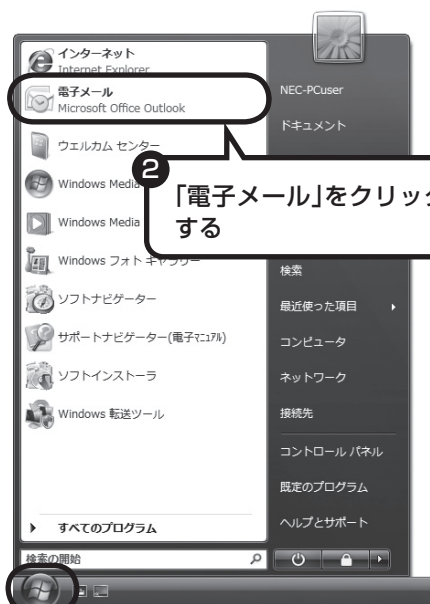 インターネット
Internet Explorer
電子メール
Microsoft Office Outlook
ウェルカム センター
Windows Media
Windows Media
Windows フォト ギャラリー
ソフトナビゲーター
サポートナビゲーター(電子マニュアル)
ソフトインストーラ
Windows 転送ツール
すべてのプログラム
検索の開始
NEC-PCuser
ドキュメント
❷
「電子メール」をクリック
する
検索
最近使った項目
コンピュータ
ネットワーク
接続先
コントロール パネル
既定のプログラム
ヘルプとサポート